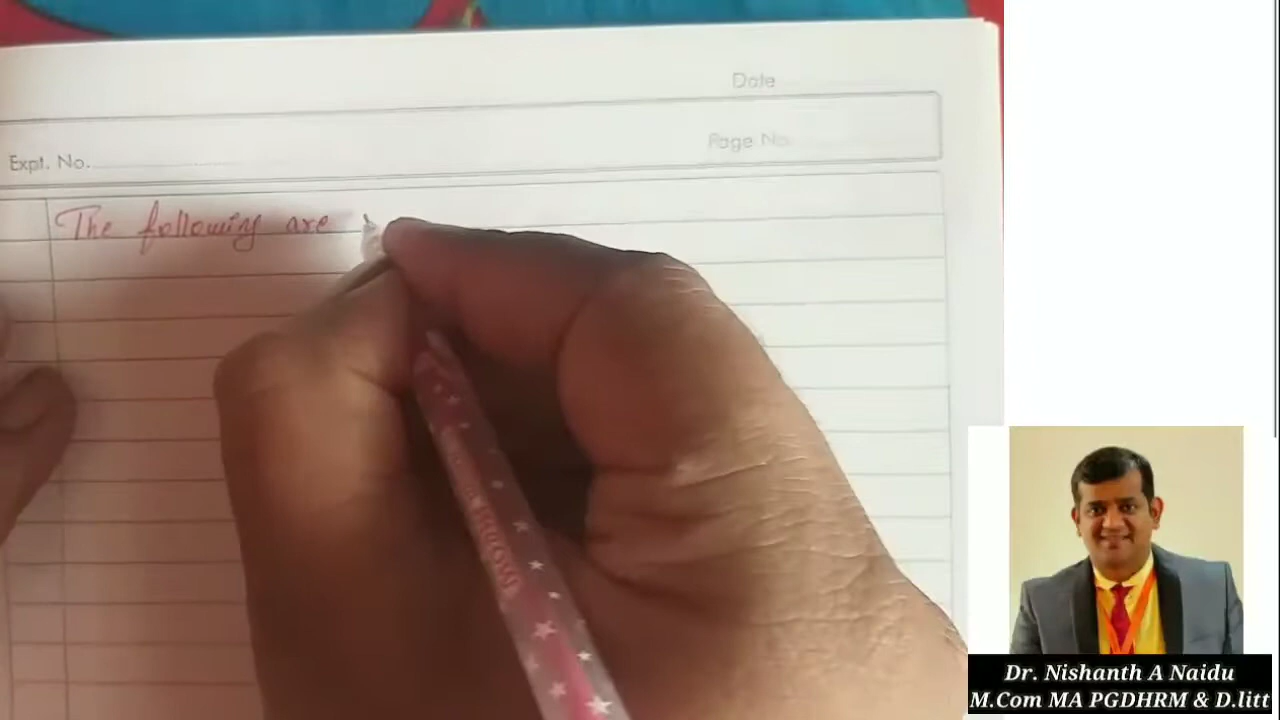 Date
Page No.
Expt. No.
The following are
Dr. Nishanth A Naidu
M.Com MA PGDHRM & D.litt